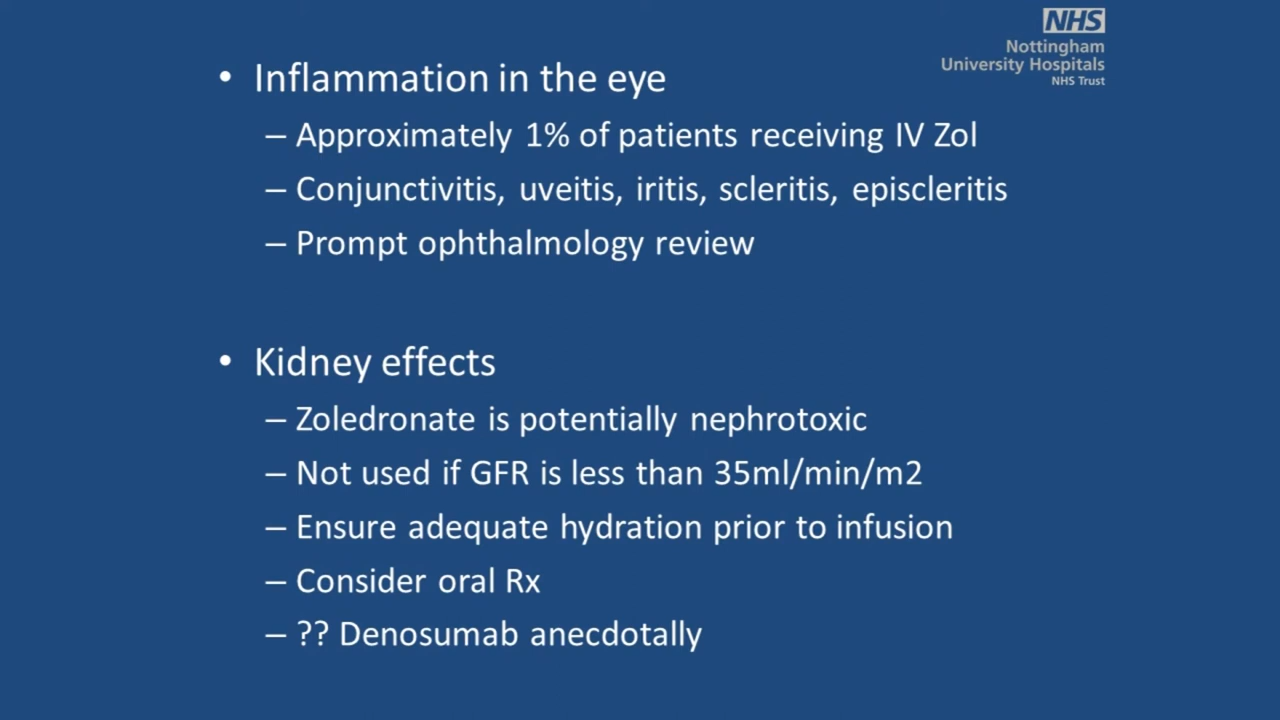 NHS
Nottingham
University Hospitals
NHS Trust
• Inflammation in the eye
– Approximately 1% of patients receiving IV Zol
– Conjunctivitis, uveitis, iritis, scleritis, episcleritis
– Prompt ophthalmology review
• Kidney effects
– Zoledronate is potentially nephrotoxic
– Not used if GFR is less than 35ml/min/m2
– Ensure adequate hydration prior to infusion
– Consider oral Rx
– ?? Denosumab anecdotally